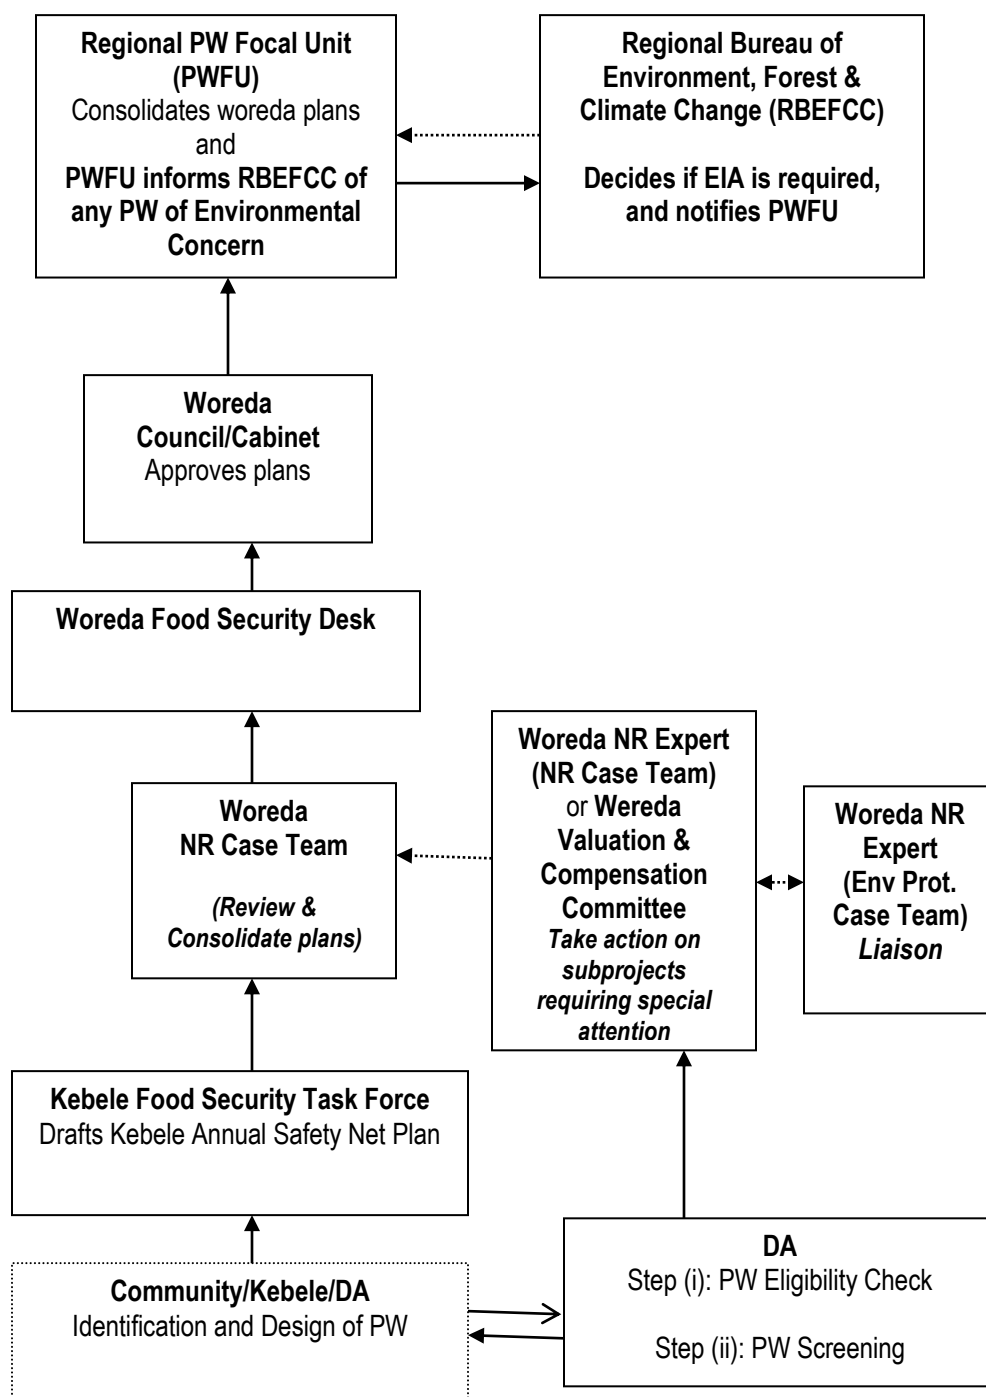 Regional PW Focal Unit
(PWFU)
Consolidates woreda plans
and
PWFU informs RBEFCC of
any PW of Environmental
Concern
Regional Bureau of
Environment, Forest &
Climate Change (RBEFCC)
Decides if EIA is required,
and notifies PWFU
Woreda
Council/Cabinet
Approves plans
Woreda Food Security Desk
Woreda
NR Case Team
(Review &
Consolidate plans)
Woreda NR Expert
(NR Case Team)
or Wereda
Valuation &
Compensation
Committee
Take action on
subprojects
requiring special
attention
Woreda NR
Expert
(Env Prot.
Case Team)
Liaison
Kebele Food Security Task Force
Drafts Kebele Annual Safety Net Plan
Community/Kebele/DA
Identification and Design of PW
DA
Step (i): PW Eligibility Check
Step (ii): PW Screening